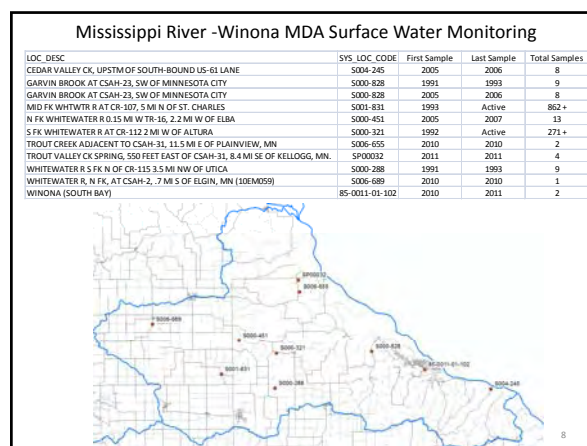 Mississippi River -Winona MDA Surface Water Monitoring
LOC_DESC SYS_LOC_CODE First Sample Last Sample Total Samples
CEDAR VALLEY CK, UPSTM OF SOUTH-BOUND US-61 LANE S004-245 2005 2006 8
GARVIN BROOK AT CSAH-23, SW OF MINNESOTA CITY S000-828 1991 1993 9
GARVIN BROOK AT CSAH-23, SW OF MINNESOTA CITY S000-828 2005 2006 8
MID FK WHTWTR R AT CR-107, 5 MI N OF ST. CHARLES S001-831 1993 Active 862 +
N FK WHITEWATER R 0.15 MI W TR-16, 2.2 MI W OF ELBA S000-451 2005 2007 13
S FK WHITEWATER R AT CR-112 2 MI W OF ALTURA S000-321 1992 Active 271 +
TROUT CREEK ADJACENT TO CSAH-31, 11.5 MI E OF PLAINVIEW, MN S006-655 2010 2010 2
TROUT VALLEY CK SPRING, 550 FEET EAST OF CSAH-31, 8.4 MI SE OF KELLOGG, MN. SP00032 2011 2011 4
WHITEWATER R S FK N OF CR-115 3.5 MI NW OF UTICA S000-288 1991 1993 9
WHITEWATER R, N FK, AT CSAH-2, .7 MI S OF ELGIN, MN (10EM059) S006-689 2010 2010 1
WINONA (SOUTH BAY) 85-0011-01-102 2010 2011 2
SP00032
S006-655
S006-689
S000-451
S000-321
S000-828
S001-831
85-0011-01-102
S000-288
S004-245
8